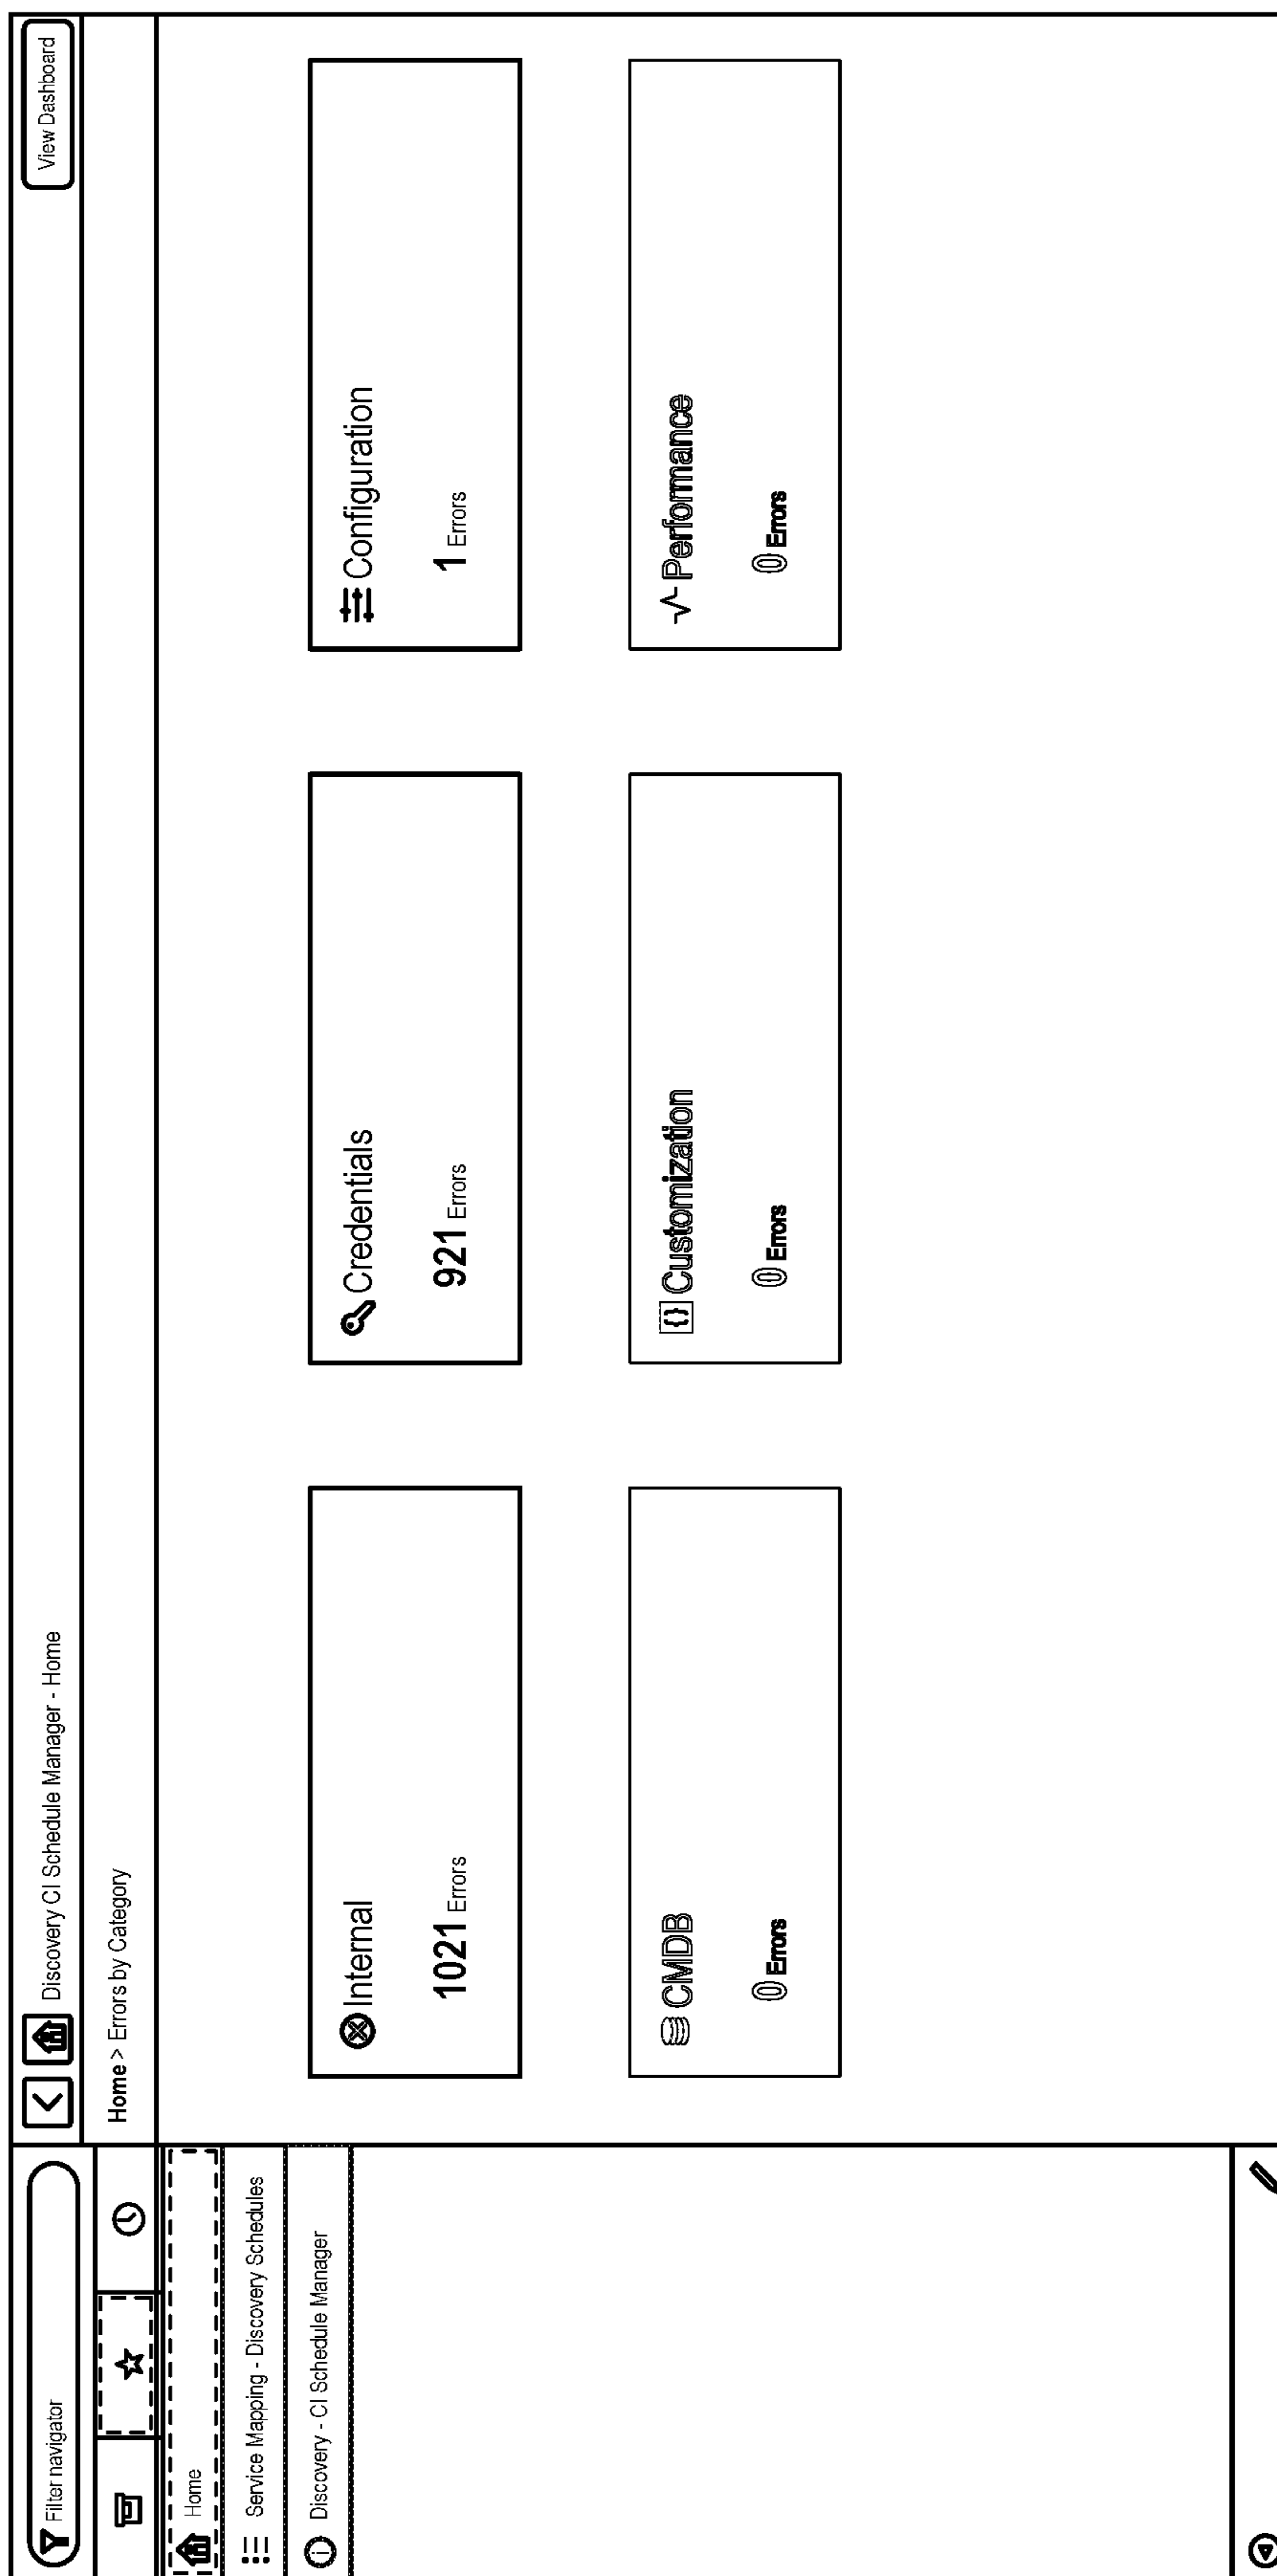 Filter navigator
Home
Service Mapping - Discovery Schedules
Discovery - CI Schedule Manager
Discovery CI Schedule Manager - Home
View Dashboard
Home > Errors by Category
Internal
1021 Errors
Credentials
921 Errors
Configuration
1 Errors
CMDB
0 Errors
Customization
0 Errors
Performance
0 Errors